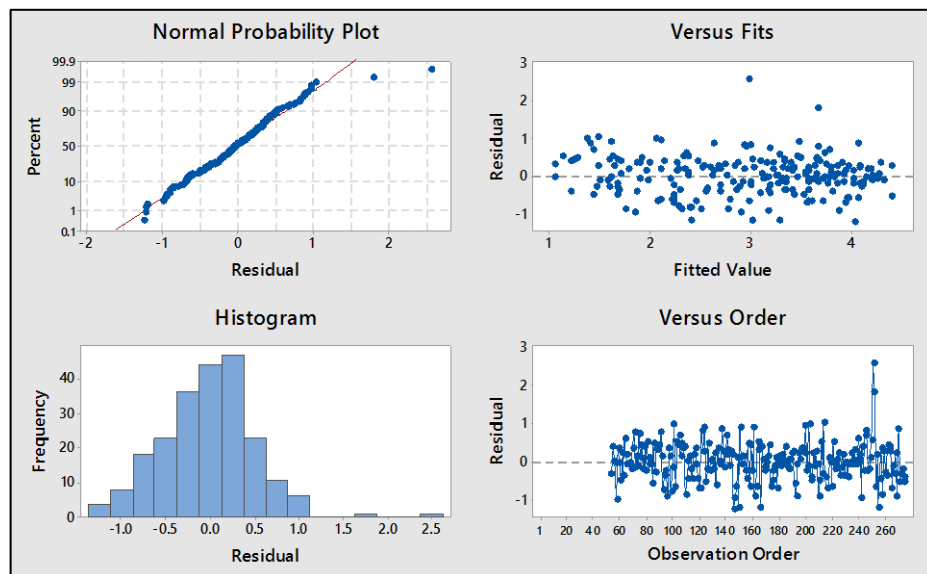 Normal Probability Plot
99.9
99
90
50
10
1
0.1
Percent
-2 -1 0 1 2
Residual
Versus Fits
3
2
1
0
-1
Residual
1 2 3 4
Fitted Value
Histogram
40
30
20
10
0
Frequency
-1.0 -0.5 0.0 0.5 1.0 1.5 2.0 2.5
Residual
Versus Order
3
2
1
0
-1
Residual
1 20 40 60 80 100 120 140 160 180 200 220 240 260
Observation Order